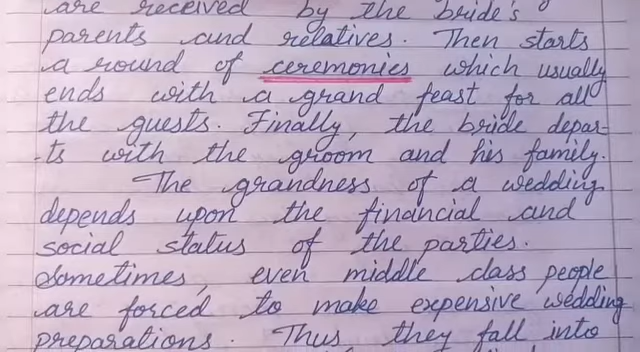 are received by the bride's
parents and relatives. Then starts
a round of ceremonies which usually
ends with a grand feast for all
the guests. Finally, the bride depar-
-ts with the groom and his family.
The grandness of a wedding
depends upon the financial and
social status of the parties.
Sometimes, even middle class people
are forced to make expensive wedding
preparations. Thus they fall into